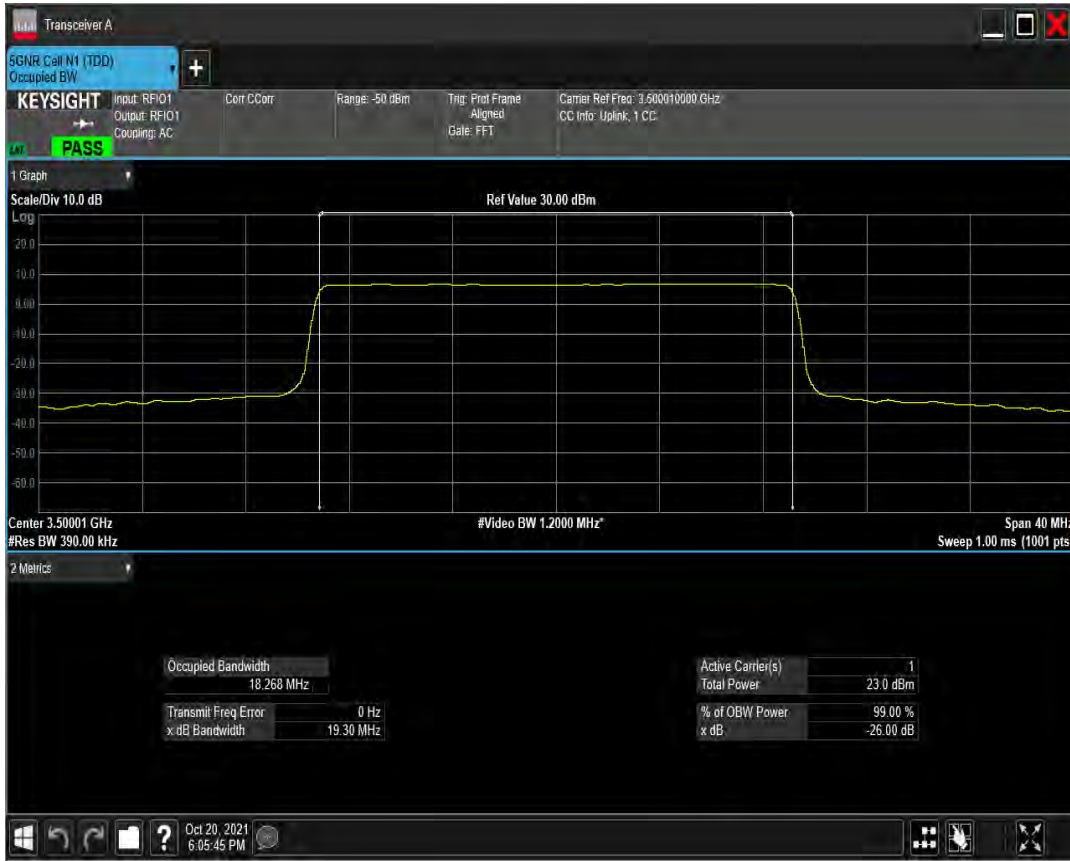 Transceiver A
5GNR Cell N1 (TDD)
Occupied BW
+
KEYSIGHT
Input: RFIO1
Output: RFIO1
Coupling: AC
Corr CCorr
Range: -50 dBm
Trig: Prot Frame
Aligned
Gate: FFT
Carrier Ref Freq: 3.500010000 GHz
CC Info: Uplink, 1 CC
PASS
1 Graph
Scale/Div 10.0 dB
Ref Value 30.00 dBm
Log
20.0
10.0
0.00
-10.0
-20.0
-30.0
-40.0
-50.0
-60.0
Center 3.50001 GHz
#Video BW 1.2000 MHz*
Span 40 MHz
#Res BW 390.00 kHz
Sweep 1.00 ms (1001 pts
2 Metrics
Occupied Bandwidth
18.268 MHz
Transmit Freq Error 0 Hz
x dB Bandwidth 19.30 MHz
Active Carrier(s) 1
Total Power 23.0 dBm
% of OBW Power 99.00 %
x dB -26.00 dB
?
Oct 20, 2021
6:05:45 PM